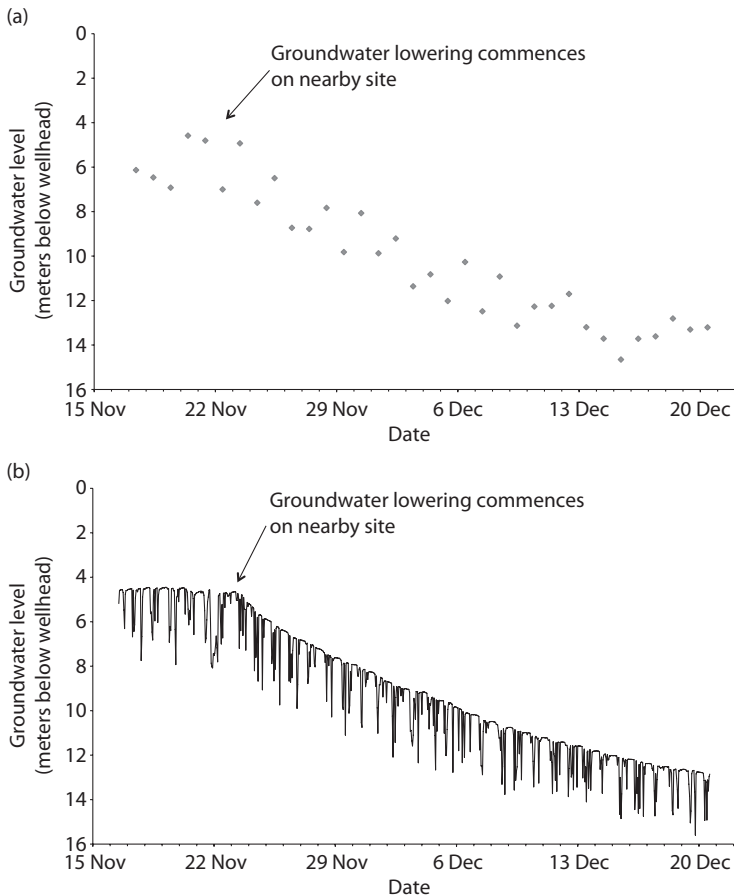 (a)
0
Groundwater lowering commences
on nearby site
2
4
6
8
10
12
14
16
Groundwater level
(meters below wellhead)
15 Nov 22 Nov 29 Nov 6 Dec 13 Dec 20 Dec
Date
(b)
0
Groundwater lowering commences
on nearby site
2
4
6
8
10
12
14
16
Groundwater level
(meters below wellhead)
15 Nov 22 Nov 29 Nov 6 Dec 13 Dec 20 Dec
Date